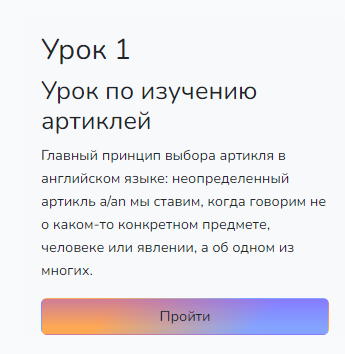 Урок 1
Урок по изучению
артиклей
Главный принцип выбора артикля в
английском языке: неопределенный
артикль a/an мы ставим, когда говорим не
о каком-то конкретном предмете,
человеке или явлении, а об одном из
многих.
Пройти